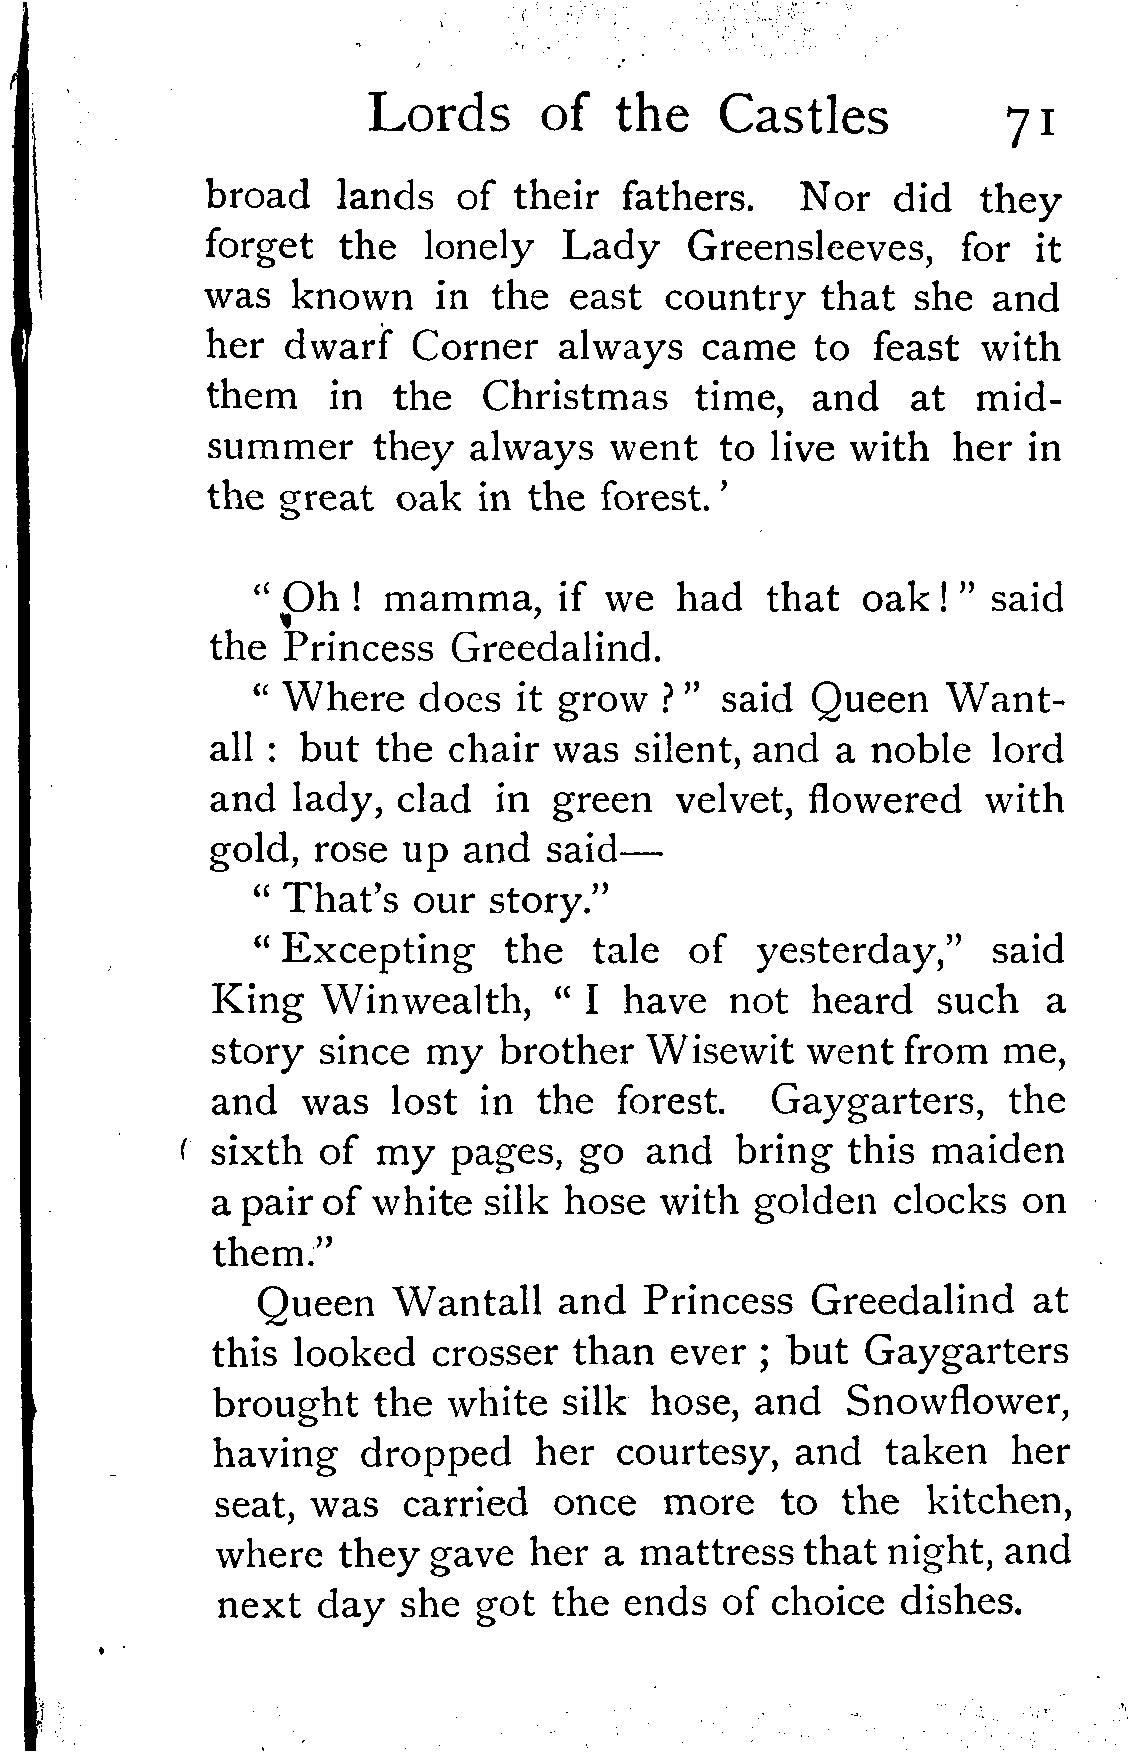 Lords of the Castles 71
broad lands of their fathers. Nor did they
forget the lonely Lady Greensleeves, for it
was known in the east country that she and
her dwarf Corner always came to feast with
them in the Christmas time, and at mid-
summer they always went to live with her in
the great oak in the forest.'
" Oh ! mamma, if we had that oak ! " said
the Princess Greedalind.
" Where does it grow ? " said Queen Want-
all : but the chair was silent, and a noble lord
and lady, clad in green velvet, flowered with
gold, rose up and said—
" That's our story."
" Excepting the tale of yesterday," said
King Winwealth, " I have not heard such a
story since my brother Wisewit went from me,
and was lost in the forest. Gaygarters, the
sixth of my pages, go and bring this maiden
a pair of white silk hose with golden clocks on
them."
Queen Wantall and Princess Greedalind at
this looked crosser than ever ; but Gaygarters
brought the white silk hose, and Snowflower,
having dropped her courtesy, and taken her
seat, was carried once more to the kitchen,
where they gave her a mattress that night, and
next day she got the ends of choice dishes.